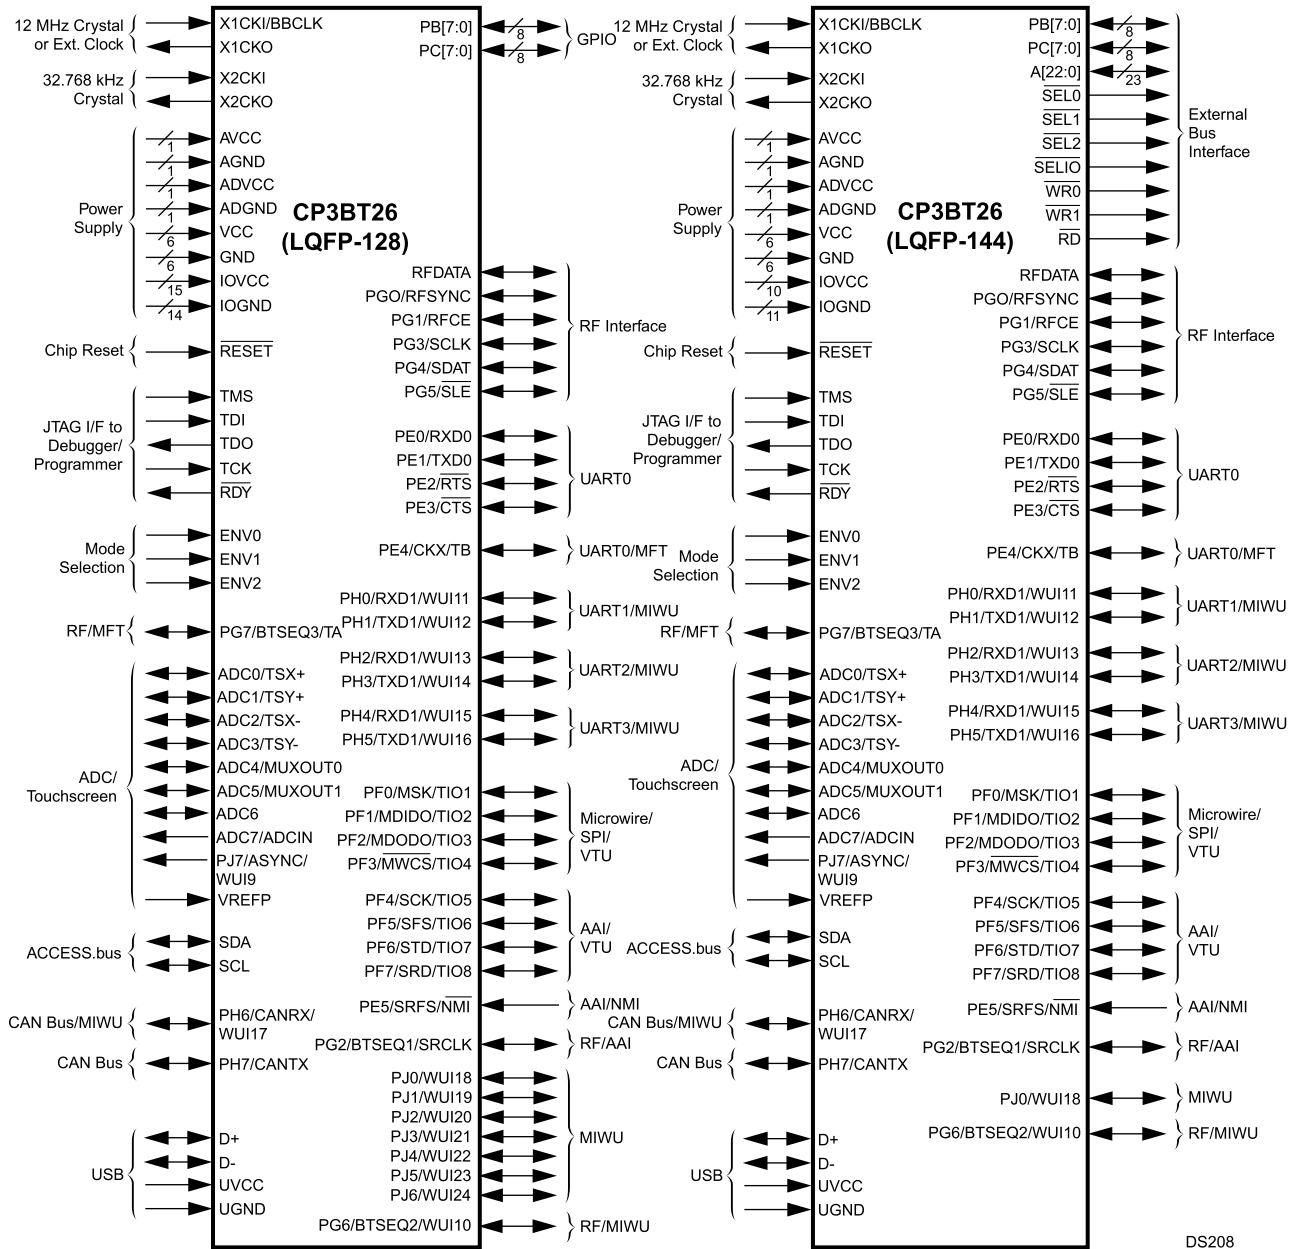 12 MHz Crystal
or Ext. Clock
X1CKI/BBCLK
X1CKO
32.768 kHz
Crystal
X2CKI
X2CKO
Power
Supply
1
AVCC
1
AGND
1
ADVCC
1
ADGND
6
VCC
6
GND
15
IOVCC
14
IOGND
Chip Reset
RESET
JTAG I/F to
Debugger/
Programmer
TMS
TDI
TDO
TCK
RDY
Mode
Selection
ENV0
ENV1
ENV2
RF/MFT
PG7/BTSEQ3/TA
ADC/
Touchscreen
ADC0/TSX+
ADC1/TSY+
ADC2/TSX-
ADC3/TSY-
ADC4/MUXOUT0
ADC5/MUXOUT1
ADC6
ADC7/ADCIN
PJ7/ASYNC/
WUI9
VREFP
ACCESS.bus
SDA
SCL
CAN Bus/MIWU
PH6/CANRX/
WUI17
CAN Bus
PH7/CANTX
USB
D+
D-
UVCC
UGND
CP3BT26
(LQFP-128)
PB[7:0]
8
PC[7:0]
8
GPIO
RFDATA
PGO/RFSYNC
PG1/RFCE
PG3/SCLK
PG4/SDAT
PG5/SLE
RF Interface
PE0/RXD0
PE1/TXD0
PE2/RTS
PE3/CTS
UART0
PE4/CKX/TB
UART0/MFT
PH0/RXD1/WUI11
PH1/TXD1/WUI12
UART1/MIWU
PH2/RXD1/WUI13
PH3/TXD1/WUI14
UART2/MIWU
PH4/RXD1/WUI15
PH5/TXD1/WUI16
UART3/MIWU
PF0/MSK/TIO1
PF1/MDIDO/TIO2
PF2/MDODO/TIO3
PF3/MWCS/TIO4
Microwire/
SPI/
VTU
PF4/SCK/TIO5
PF5/SFS/TIO6
PF6/STD/TIO7
PF7/SRD/TIO8
AAI/
VTU
PE5/SRFS/NMI
AAI/NMI
PG2/BTSEQ1/SRCLK
RF/AAI
PJ0/WUI18
PJ1/WUI19
PJ2/WUI20
PJ3/WUI21
PJ4/WUI22
PJ5/WUI23
PJ6/WUI24
MIWU
PG6/BTSEQ2/WUI10
RF/MIWU
12 MHz Crystal
or Ext. Clock
X1CKI/BBCLK
X1CKO
32.768 kHz
Crystal
X2CKI
X2CKO
Power
Supply
1
AVCC
1
AGND
1
ADVCC
1
ADGND
6
VCC
6
GND
10
IOVCC
11
IOGND
Chip Reset
RESET
JTAG I/F to
Debugger/
Programmer
TMS
TDI
TDO
TCK
RDY
Mode
Selection
ENV0
ENV1
ENV2
RF/MFT
PG7/BTSEQ3/TA
ADC/
Touchscreen
ADC0/TSX+
ADC1/TSY+
ADC2/TSX-
ADC3/TSY-
ADC4/MUXOUT0
ADC5/MUXOUT1
ADC6
ADC7/ADCIN
PJ7/ASYNC/
WUI9
VREFP
ACCESS.bus
SDA
SCL
CAN Bus/MIWU
PH6/CANRX/
WUI17
CAN Bus
PH7/CANTX
USB
D+
D-
UVCC
UGND
CP3BT26
(LQFP-144)
PB[7:0]
8
PC[7:0]
8
A[22:0]
23
SEL0
SEL1
SEL2
SELIO
WR0
WR1
RD
External
Bus
Interface
RFDATA
PGO/RFSYNC
PG1/RFCE
PG3/SCLK
PG4/SDAT
PG5/SLE
RF Interface
PE0/RXD0
PE1/TXD0
PE2/RTS
PE3/CTS
UART0
PE4/CKX/TB
UART0/MFT
PH0/RXD1/WUI11
PH1/TXD1/WUI12
UART1/MIWU
PH2/RXD1/WUI13
PH3/TXD1/WUI14
UART2/MIWU
PH4/RXD1/WUI15
PH5/TXD1/WUI16
UART3/MIWU
PF0/MSK/TIO1
PF1/MDIDO/TIO2
PF2/MDODO/TIO3
PF3/MWCS/TIO4
Microwire/
SPI/
VTU
PF4/SCK/TIO5
PF5/SFS/TIO6
PF6/STD/TIO7
PF7/SRD/TIO8
AAI/
VTU
PE5/SRFS/NMI
AAI/NMI
PG2/BTSEQ1/SRCLK
RF/AAI
PJ0/WUI18
MIWU
PG6/BTSEQ2/WUI10
RF/MIWU
DS208